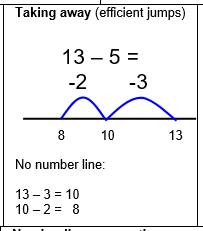 Taking away (efficient jumps)
13 – 5 =
-2 -3
8 10 13
No number line:
13 – 3 = 10
10 – 2 = 8